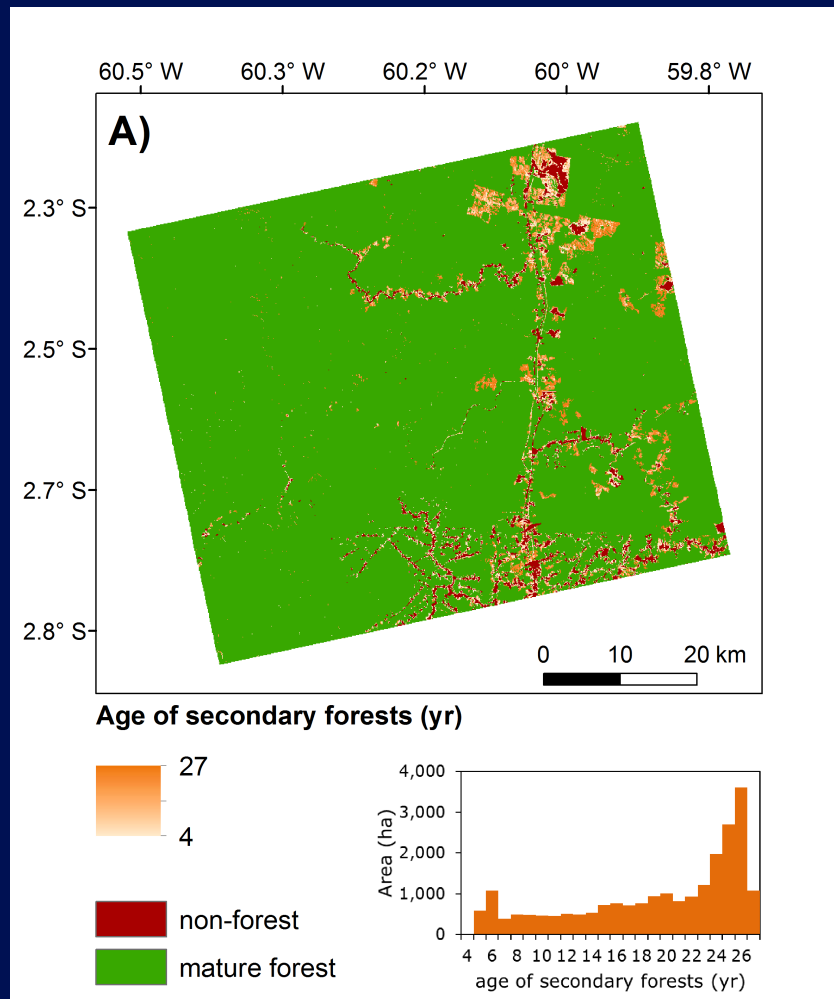 60.5° W 60.3° W 60.2° W 60° W 59.8° W
A)
2.3° S
2.5° S
2.7° S
2.8° S
0 10 20 km
Age of secondary forests (yr)
27
4
non-forest
mature forest
4,000
3,000
2,000
1,000
0
Area (ha)
4 6 8 10 12 14 16 18 20 22 24 26
age of secondary forests (yr)